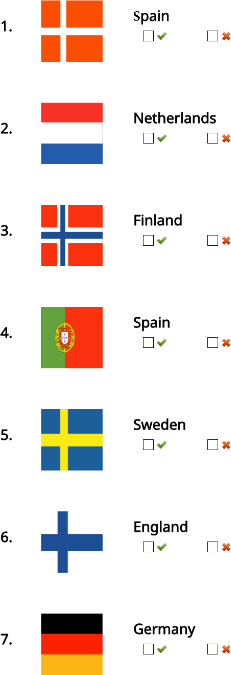 1. Spain
2. Netherlands
3. Finland
4. Spain
5. Sweden
6. England
7. Germany